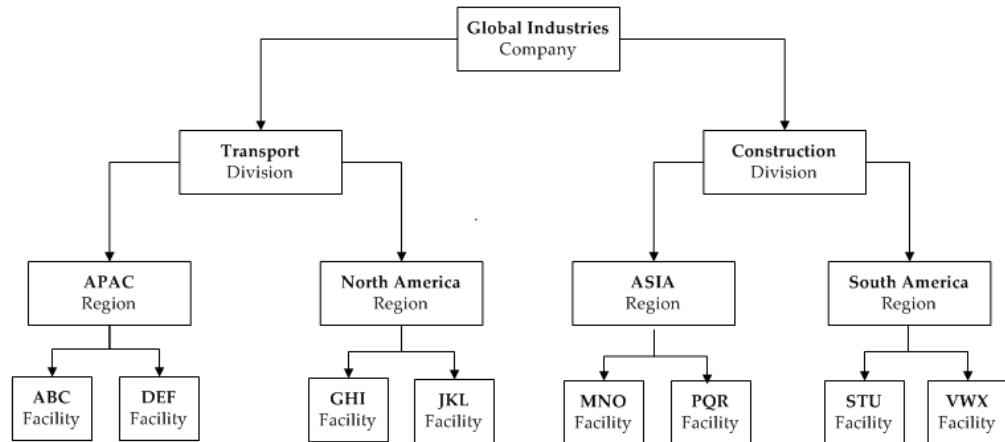 Global Industries
Company
Transport
Division
Construction
Division
APAC
Region
North America
Region
ASIA
Region
South America
Region
ABC
Facility
DEF
Facility
GHI
Facility
JKL
Facility
MNO
Facility
PQR
Facility
STU
Facility
VWX
Facility